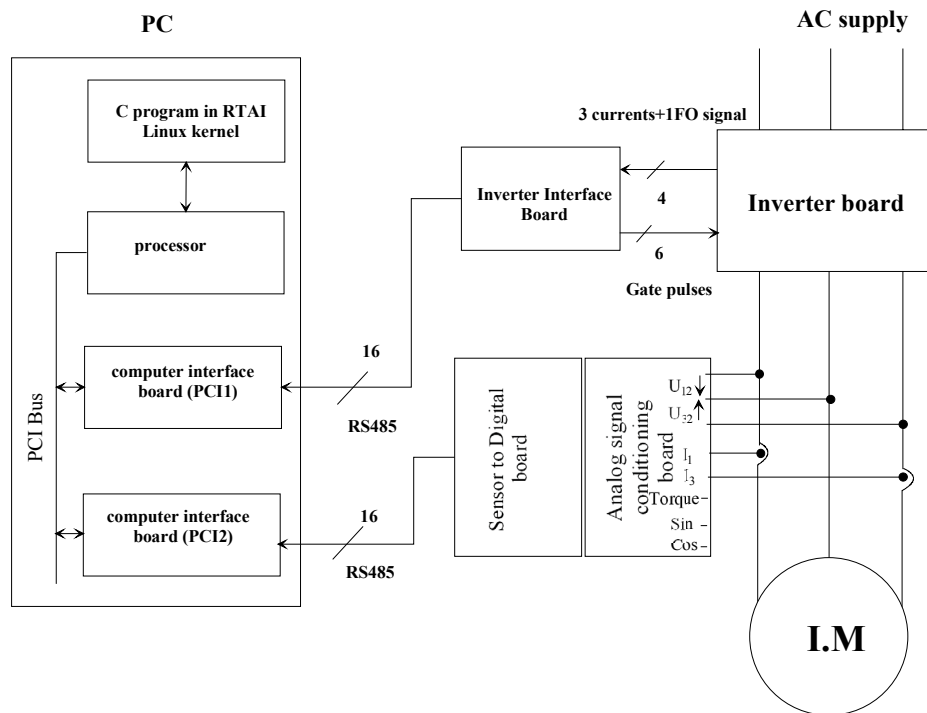 PC
AC supply
C program in RTAI
Linux kernel
3 currents+1FO signal
Inverter Interface
Board
4
Inverter board
processor
6
Gate pulses
PCI Bus
computer interface
board (PCI1)
16
RS485
Sensor to Digital
board
Analog signal
conditioning
board
U12
U32
I1
I3
Torque
Sin
Cos
computer interface
board (PCI2)
16
RS485
I.M